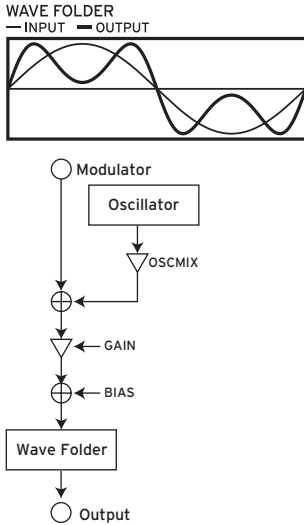 WAVE FOLDER
INPUT OUTPUT
Modulator
Oscillator
OSCMIX
GAIN
BIAS
Wave Folder
Output